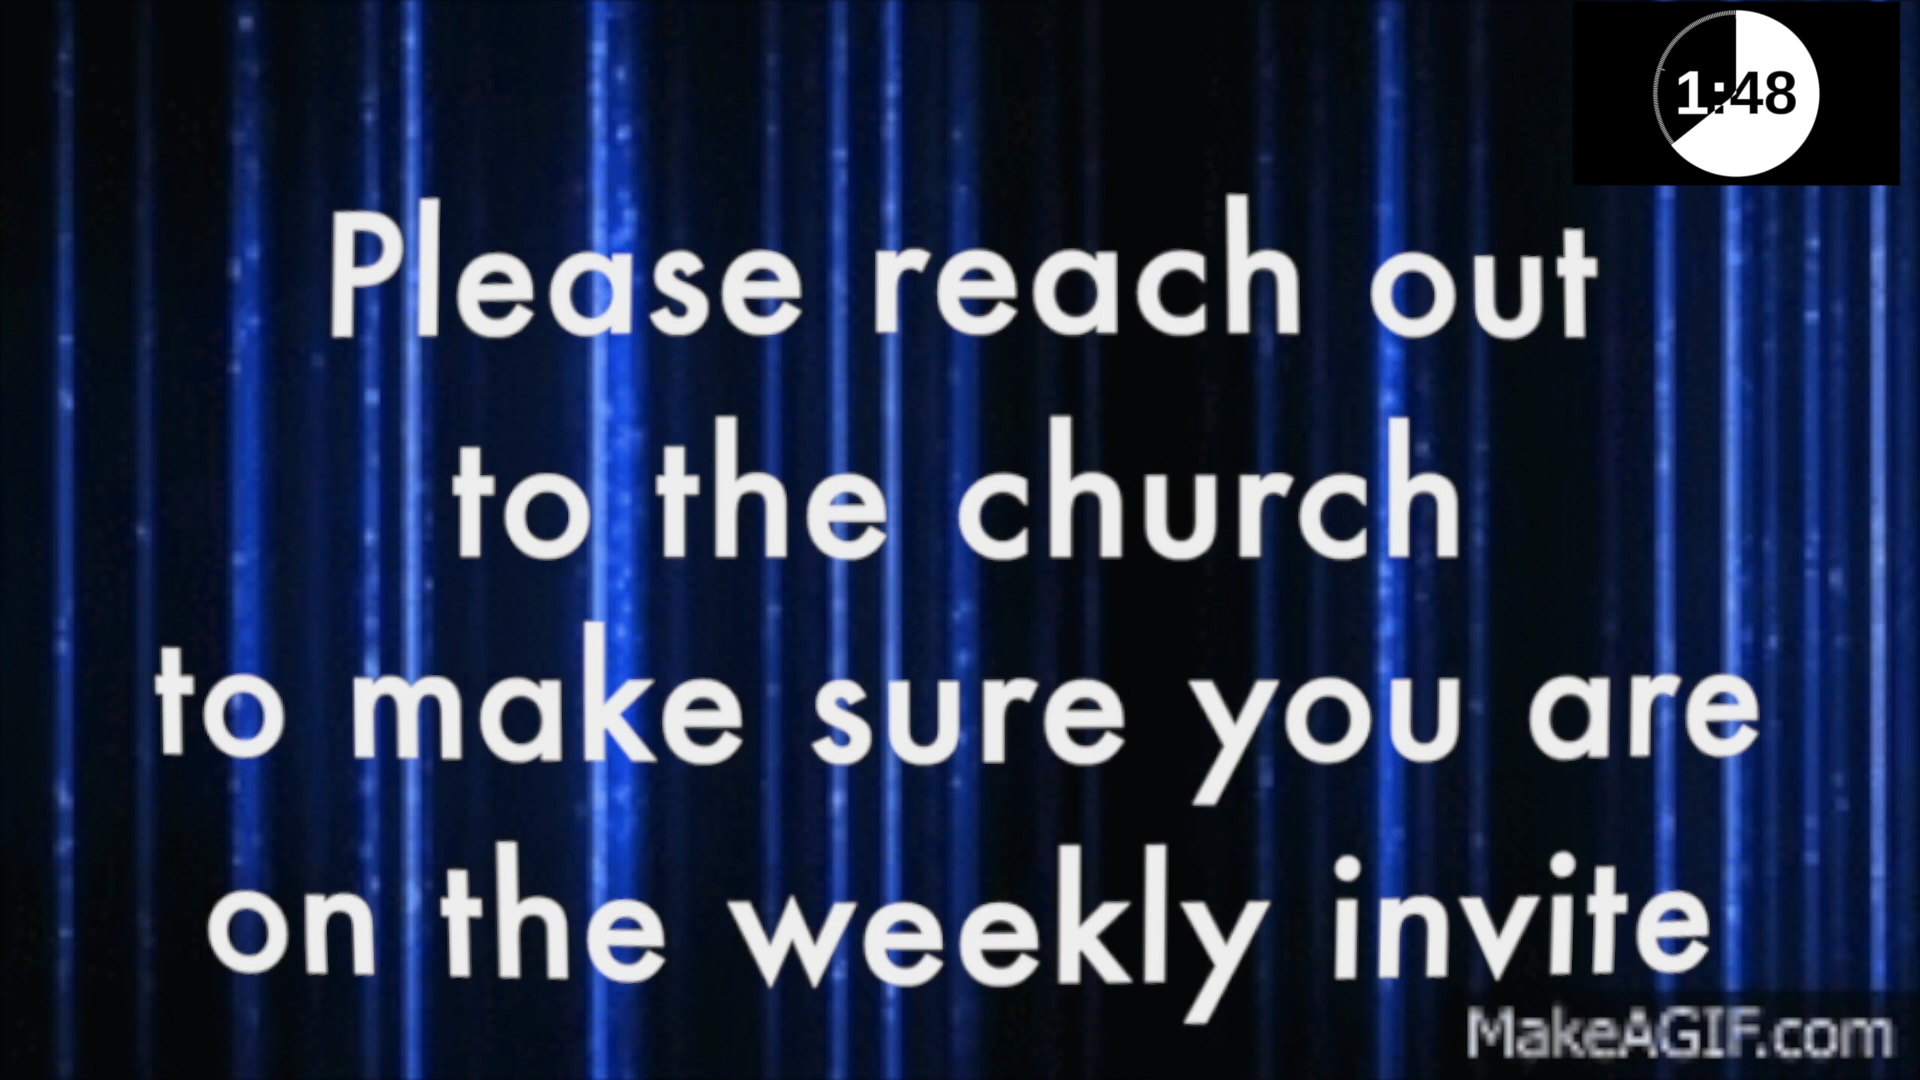 1:48
Please reach out
to the church
to make sure you are
on the weekly invite
MakeAGIF.com